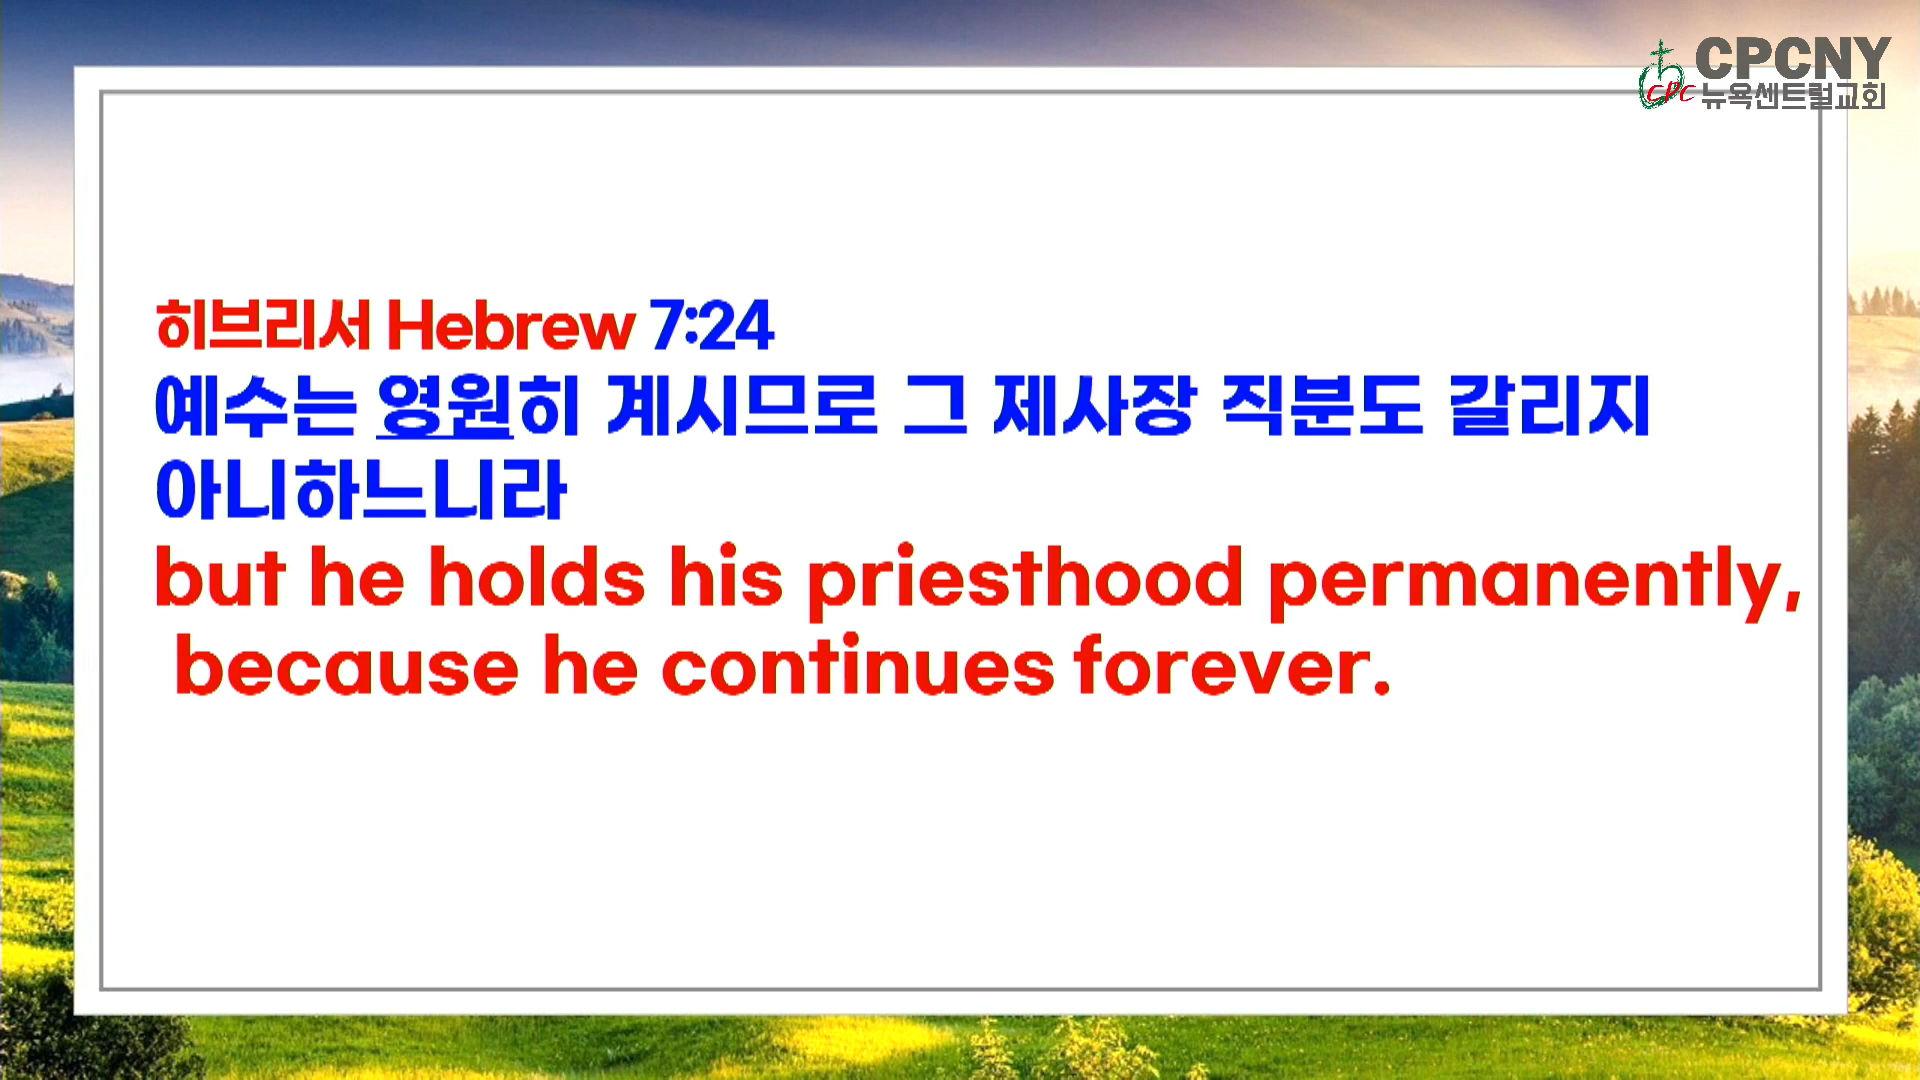 CPCNY
CPC 뉴욕센트럴교회
히브리서 Hebrew 7:24
예수는 영원히 계시므로 그 제사장 직분도 갈리지
아니하느니라
but he holds his priesthood permanently,
because he continues forever.